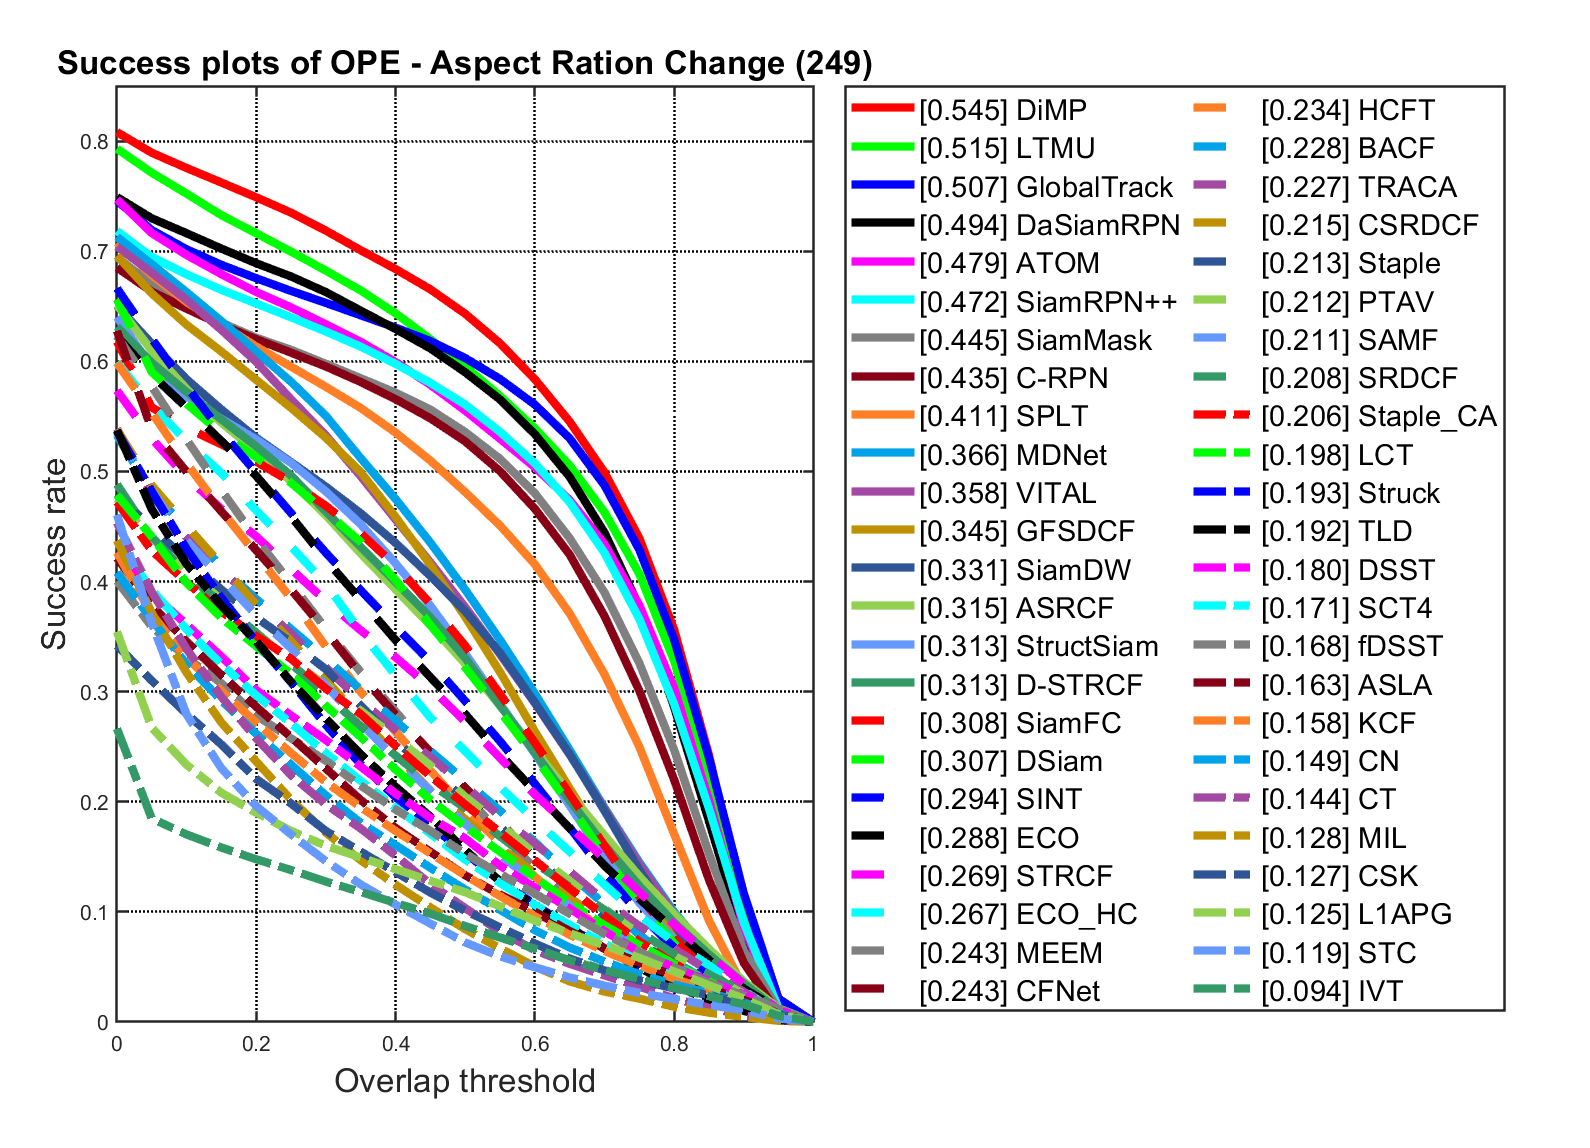 Success plots of OPE - Aspect Ration Change (249)
Success rate
0.8
0.7
0.6
0.5
0.4
0.3
0.2
0.1
0
0 0.2 0.4 0.6 0.8 1
Overlap threshold
[0.545] DiMP
[0.515] LTMU
[0.507] GlobalTrack
[0.494] DaSiamRPN
[0.479] ATOM
[0.472] SiamRPN++
[0.445] SiamMask
[0.435] C-RPN
[0.411] SPLT
[0.366] MDNet
[0.358] VITAL
[0.345] GFSDCF
[0.331] SiamDW
[0.315] ASRCF
[0.313] StructSiam
[0.313] D-STRCF
[0.308] SiamFC
[0.307] DSiam
[0.294] SINT
[0.288] ECO
[0.269] STRCF
[0.267] ECO_HC
[0.243] MEEM
[0.243] CFNet
[0.234] HCFT
[0.228] BACF
[0.227] TRACA
[0.215] CSRDCF
[0.213] Staple
[0.212] PTAV
[0.211] SAMF
[0.208] SRDCF
[0.206] Staple_CA
[0.198] LCT
[0.193] Struck
[0.192] TLD
[0.180] DSST
[0.171] SCT4
[0.168] fDSST
[0.163] ASLA
[0.158] KCF
[0.149] CN
[0.144] CT
[0.128] MIL
[0.127] CSK
[0.125] L1APG
[0.119] STC
[0.094] IVT